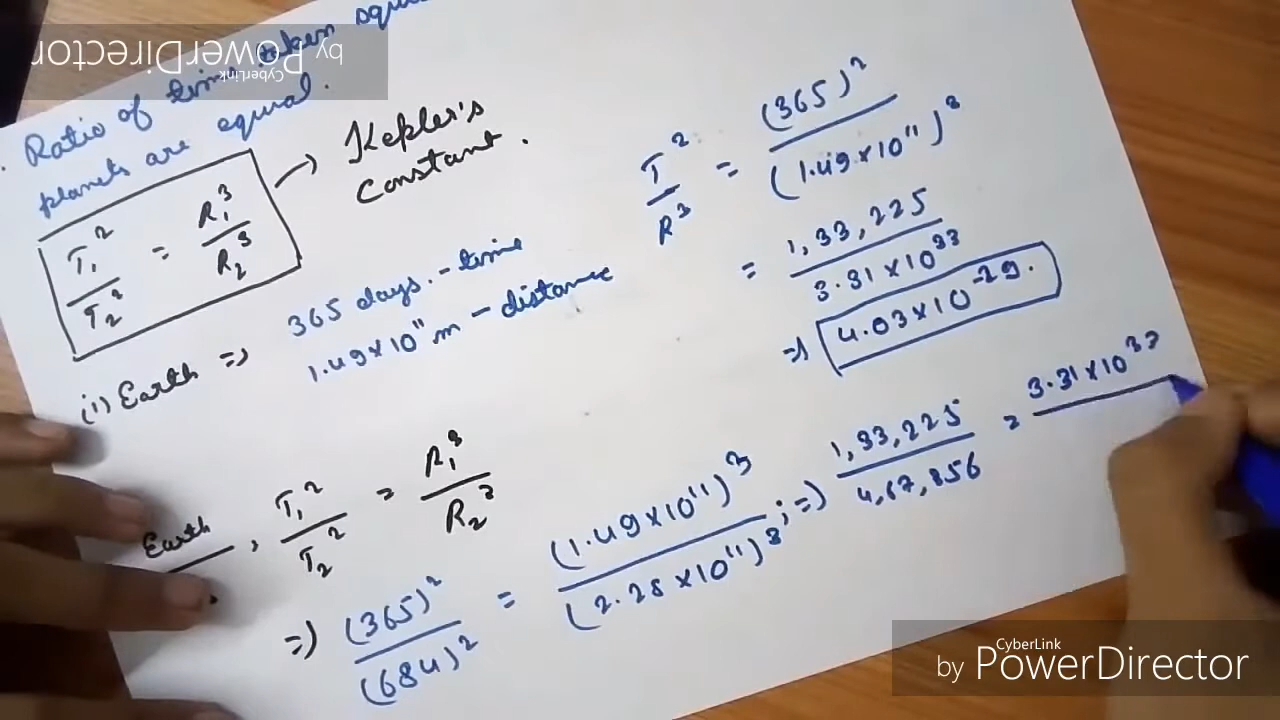 by PowerDirector
CyberLink
Ratio of time taken
planets are equal.
T₁²/T₂² = R₁³/R₂³ → Kepler's
Constant.
(i) Earth ⇒ 365 days. - time
1.49×10¹¹m - distance
T²/R³ = (365)²/(1.49×10¹¹)³
= 1,33,225/3.31×10³³
⇒ 4.03×10⁻²⁹.
Earth, T₁²/T₂² = R₁³/R₂³
⇒ (365)²/(684)² = (1.49×10¹¹)³/(2.28×10¹¹)³ ; ⇒ 1,33,225/4,67,856 = 3.31×10³³
CyberLink
by PowerDirector